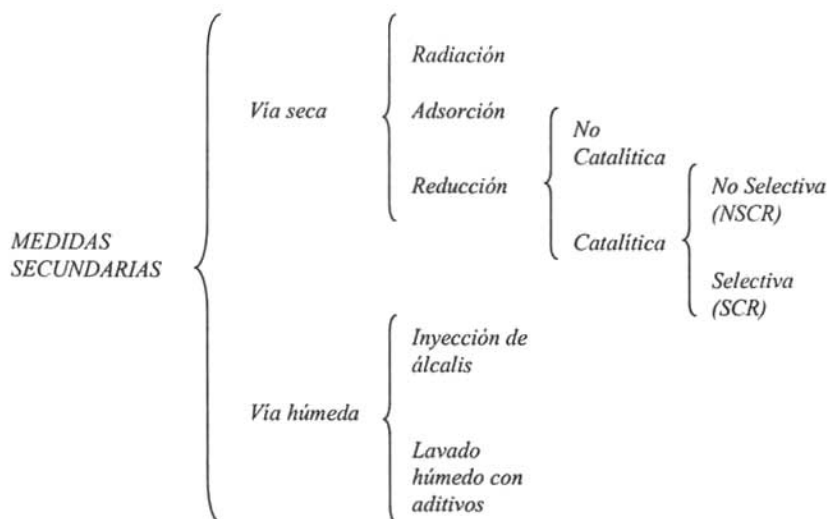 MEDIDAS
SECUNDARIAS
Vía seca
Radiación
Adsorción
Reducción
No
Catalítica
Catalítica
No Selectiva
(NSCR)
Selectiva
(SCR)
Vía húmeda
Inyección de
álcalis
Lavado
húmedo con
aditivos